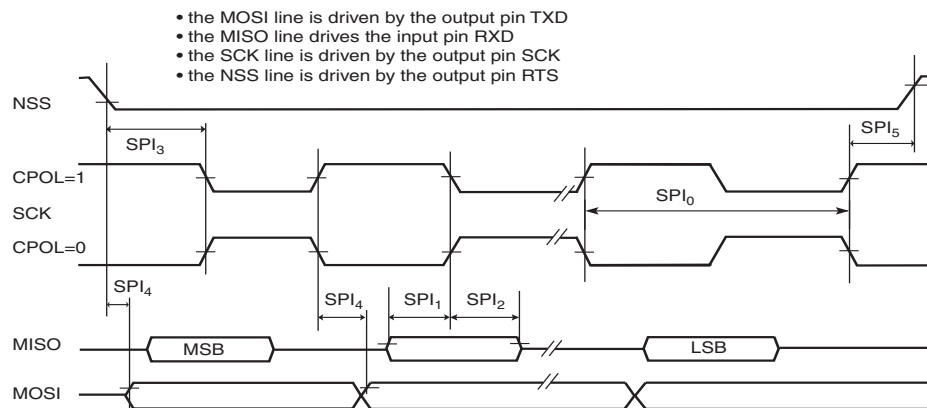 • the MOSI line is driven by the output pin TXD
• the MISO line drives the input pin RXD
• the SCK line is driven by the output pin SCK
• the NSS line is driven by the output pin RTS
NSS
SPI3
SPI5
CPOL=1
SPI0
SCK
CPOL=0
SPI4
SPI4
SPI1
SPI2
MISO
MSB
LSB
MOSI